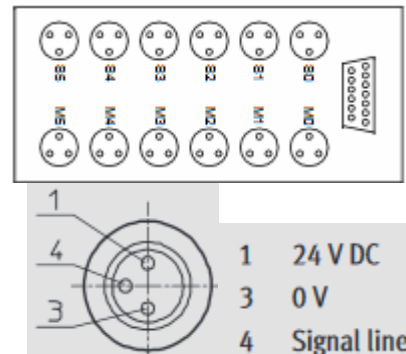 B5 B4 B3 B2 B1 B0
M5 M4 M3 M2 M1 M0
1
4
3
1 24 V DC
3 0 V
4 Signal line